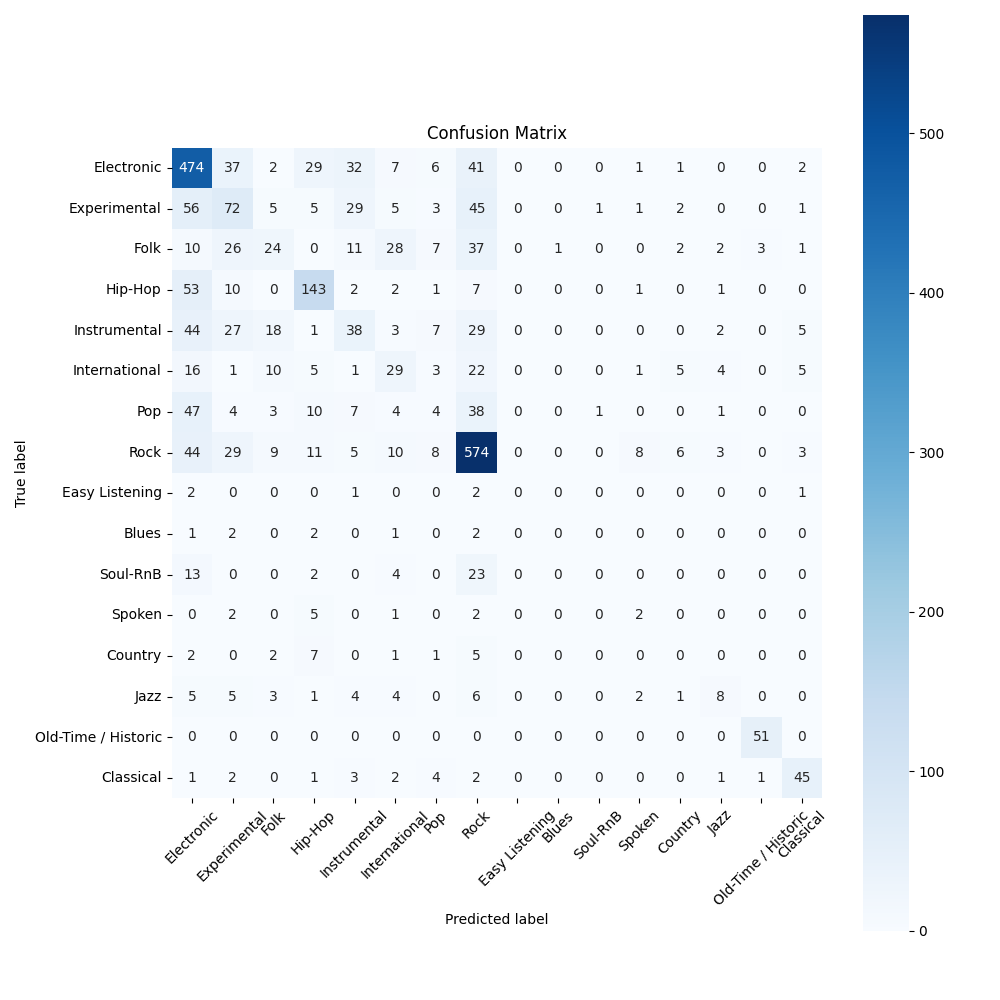 Confusion Matrix
Electronic 474 37 2 29 32 7 6 41 0 0 0 1 1 0 0 2
Experimental 56 72 5 5 29 5 3 45 0 0 1 1 2 0 0 1
Folk 10 26 24 0 11 28 7 37 0 1 0 0 2 2 3 1
Hip-Hop 53 10 0 143 2 2 1 7 0 0 0 1 0 1 0 0
Instrumental 44 27 18 1 38 3 7 29 0 0 0 0 0 2 0 5
International 16 1 10 5 1 29 3 22 0 0 0 1 5 4 0 5
Pop 47 4 3 10 7 4 4 38 0 0 1 0 0 1 0 0
Rock 44 29 9 11 5 10 8 574 0 0 0 8 6 3 0 3
Easy Listening 2 0 0 0 1 0 0 2 0 0 0 0 0 0 0 1
Blues 1 2 0 2 0 1 0 2 0 0 0 0 0 0 0 0
Soul-RnB 13 0 0 2 0 4 0 23 0 0 0 0 0 0 0 0
Spoken 0 2 0 5 0 1 0 2 0 0 0 2 0 0 0 0
Country 2 0 2 7 0 1 1 5 0 0 0 0 0 0 0 0
Jazz 5 5 3 1 4 4 0 6 0 0 0 2 1 8 0 0
Old-Time / Historic 0 0 0 0 0 0 0 0 0 0 0 0 0 0 51 0
Classical 1 2 0 1 3 2 4 2 0 0 0 0 0 1 1 45
Electronic Experimental Folk Hip-Hop Instrumental International Pop Rock Easy Listening Blues Soul-RnB Spoken Country Jazz Old-Time / Historic Classical
Predicted label
True label
500
400
300
200
100
0